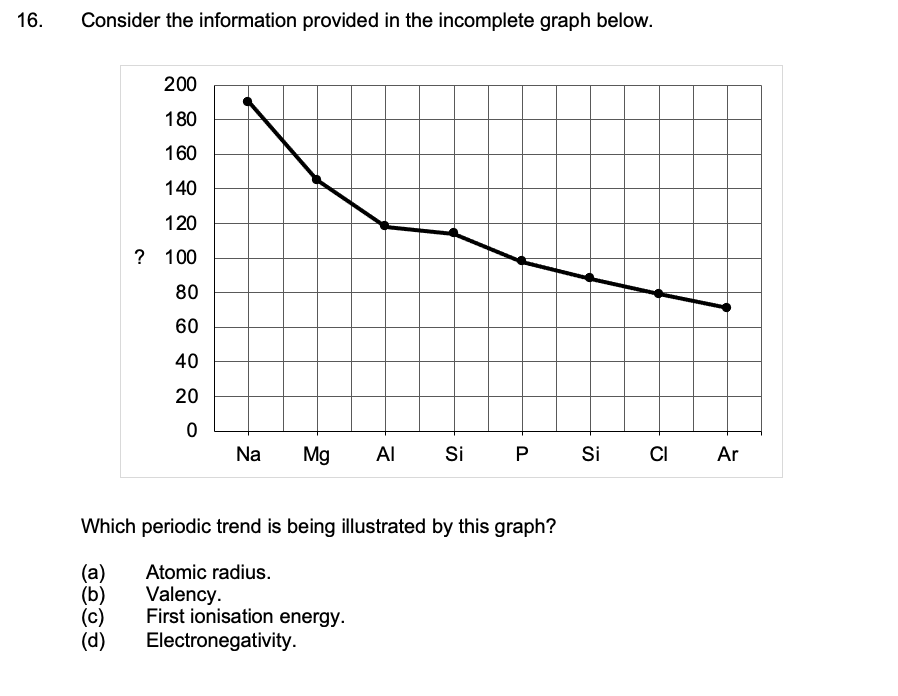 16. Consider the information provided in the incomplete graph below.
200
180
160
140
120
? 100
80
60
40
20
0
Na Mg Al Si P Si Cl Ar
Which periodic trend is being illustrated by this graph?
(a) Atomic radius.
(b) Valency.
(c) First ionisation energy.
(d) Electronegativity.